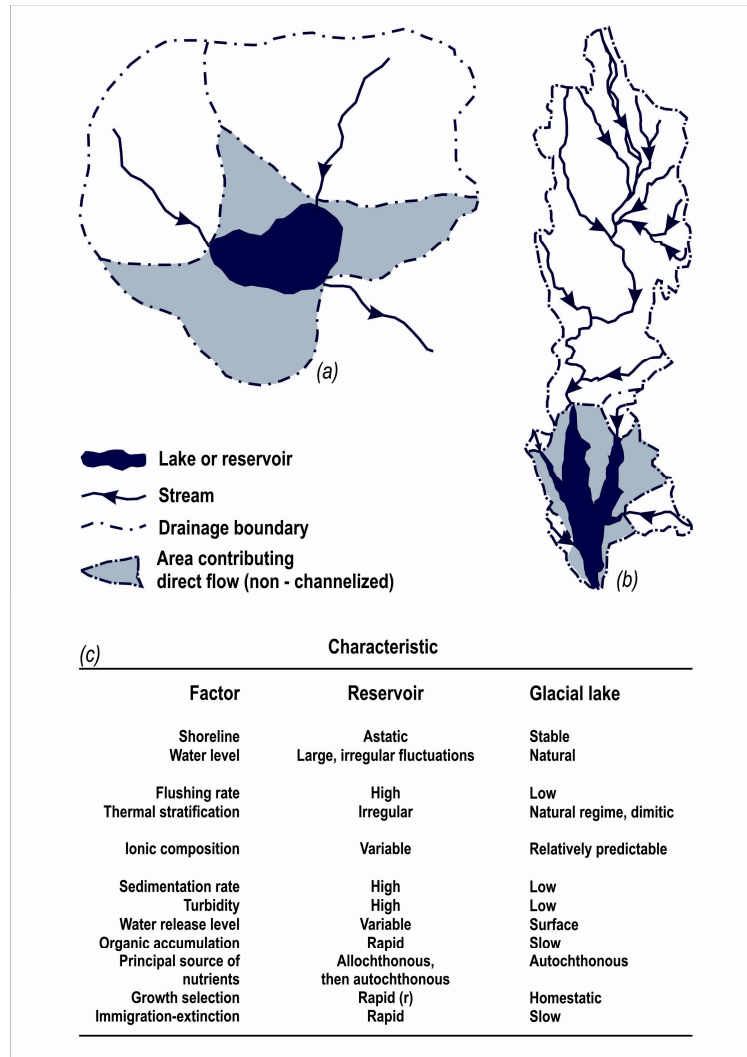 (a)
(b)
Lake or reservoir
Stream
Drainage boundary
Area contributing
direct flow (non - channelized)
(c)
Characteristic
Factor Reservoir Glacial lake
Shoreline Astatic Stable
Water level Large, irregular fluctuations Natural
Flushing rate High Low
Thermal stratification Irregular Natural regime, dimitic
Ionic composition Variable Relatively predictable
Sedimentation rate High Low
Turbidity High Low
Water release level Variable Surface
Organic accumulation Rapid Slow
Principal source of Allochthonous, Autochthonous
nutrients then autochthonous
Growth selection Rapid (r) Homestatic
Immigration-extinction Rapid Slow